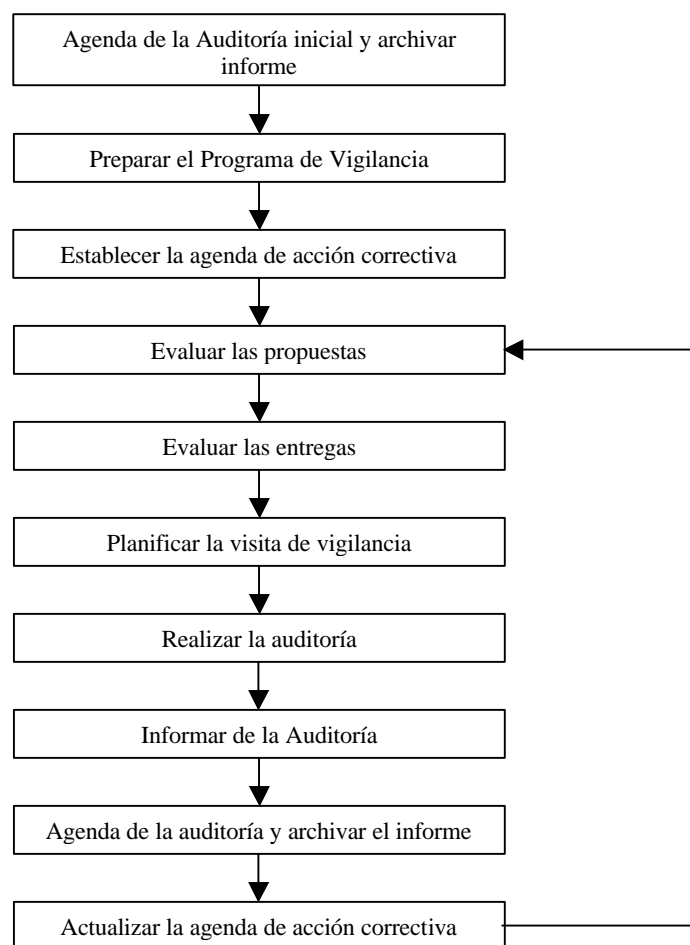 Agenda de la Auditoría inicial y archivar
informe
Preparar el Programa de Vigilancia
Establecer la agenda de acción correctiva
Evaluar las propuestas
Evaluar las entregas
Planificar la visita de vigilancia
Realizar la auditoría
Informar de la Auditoría
Agenda de la auditoría y archivar el informe
Actualizar la agenda de acción correctiva